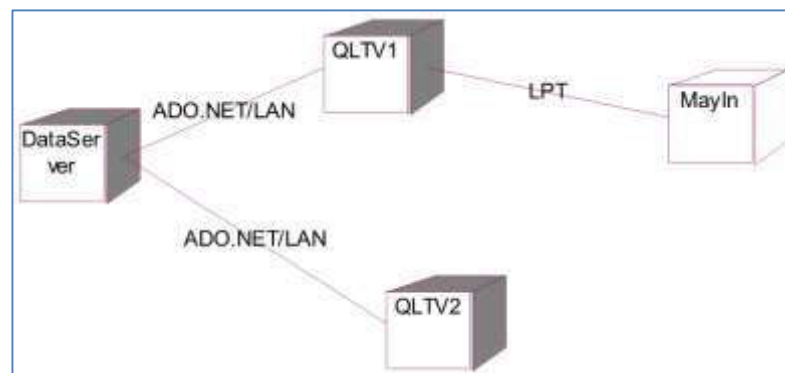 QLTV1
LPT
MayIn
ADO.NET/LAN
DataSer
ver
ADO.NET/LAN
QLTV2